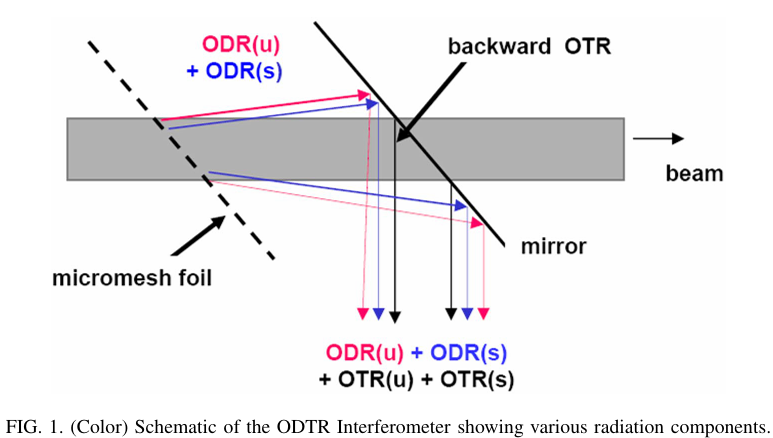 ODR(u)
+ ODR(s)
backward OTR
beam
mirror
micromesh foil
ODR(u) + ODR(s)
+ OTR(u) + OTR(s)
FIG. 1. (Color) Schematic of the ODTR Interferometer showing various radiation components.